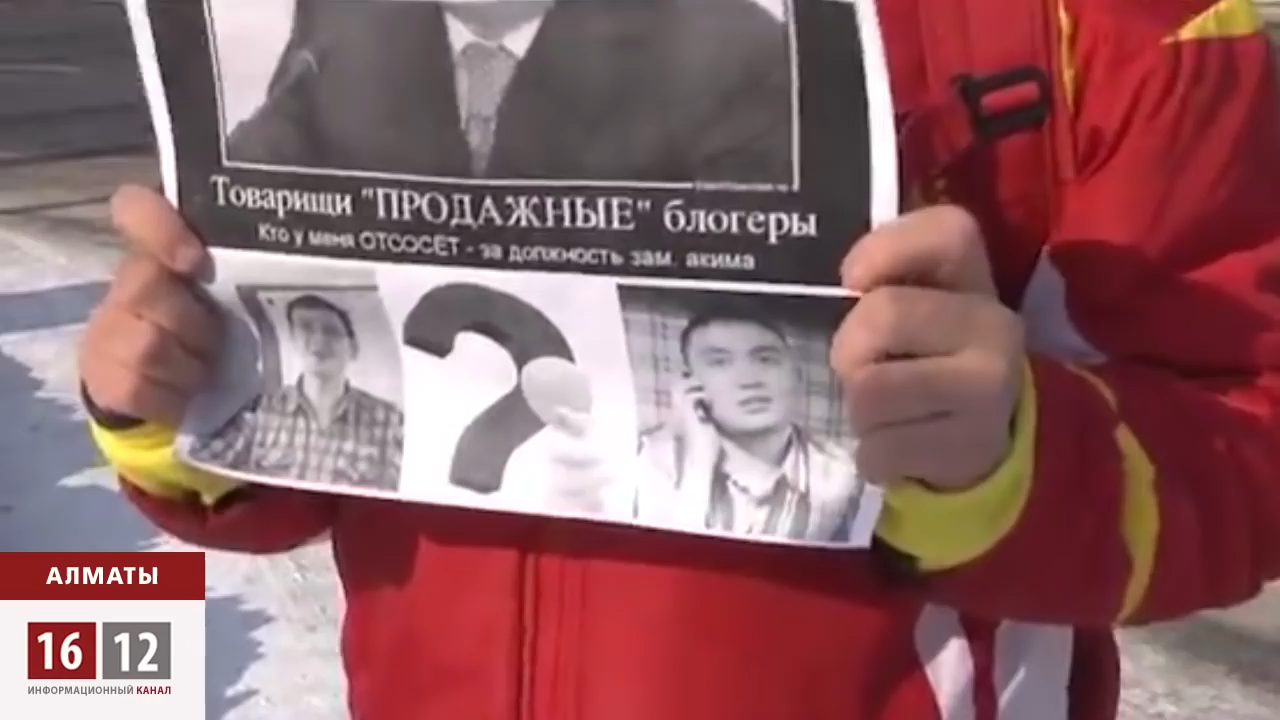 Товарищи "ПРОДАЖНЫЕ" блогеры
Кто у меня ОТСОСЁТ - за должность зам. акима
АЛМАТЫ
16 12
ИНФОРМАЦИОННЫЙ КАНАЛ